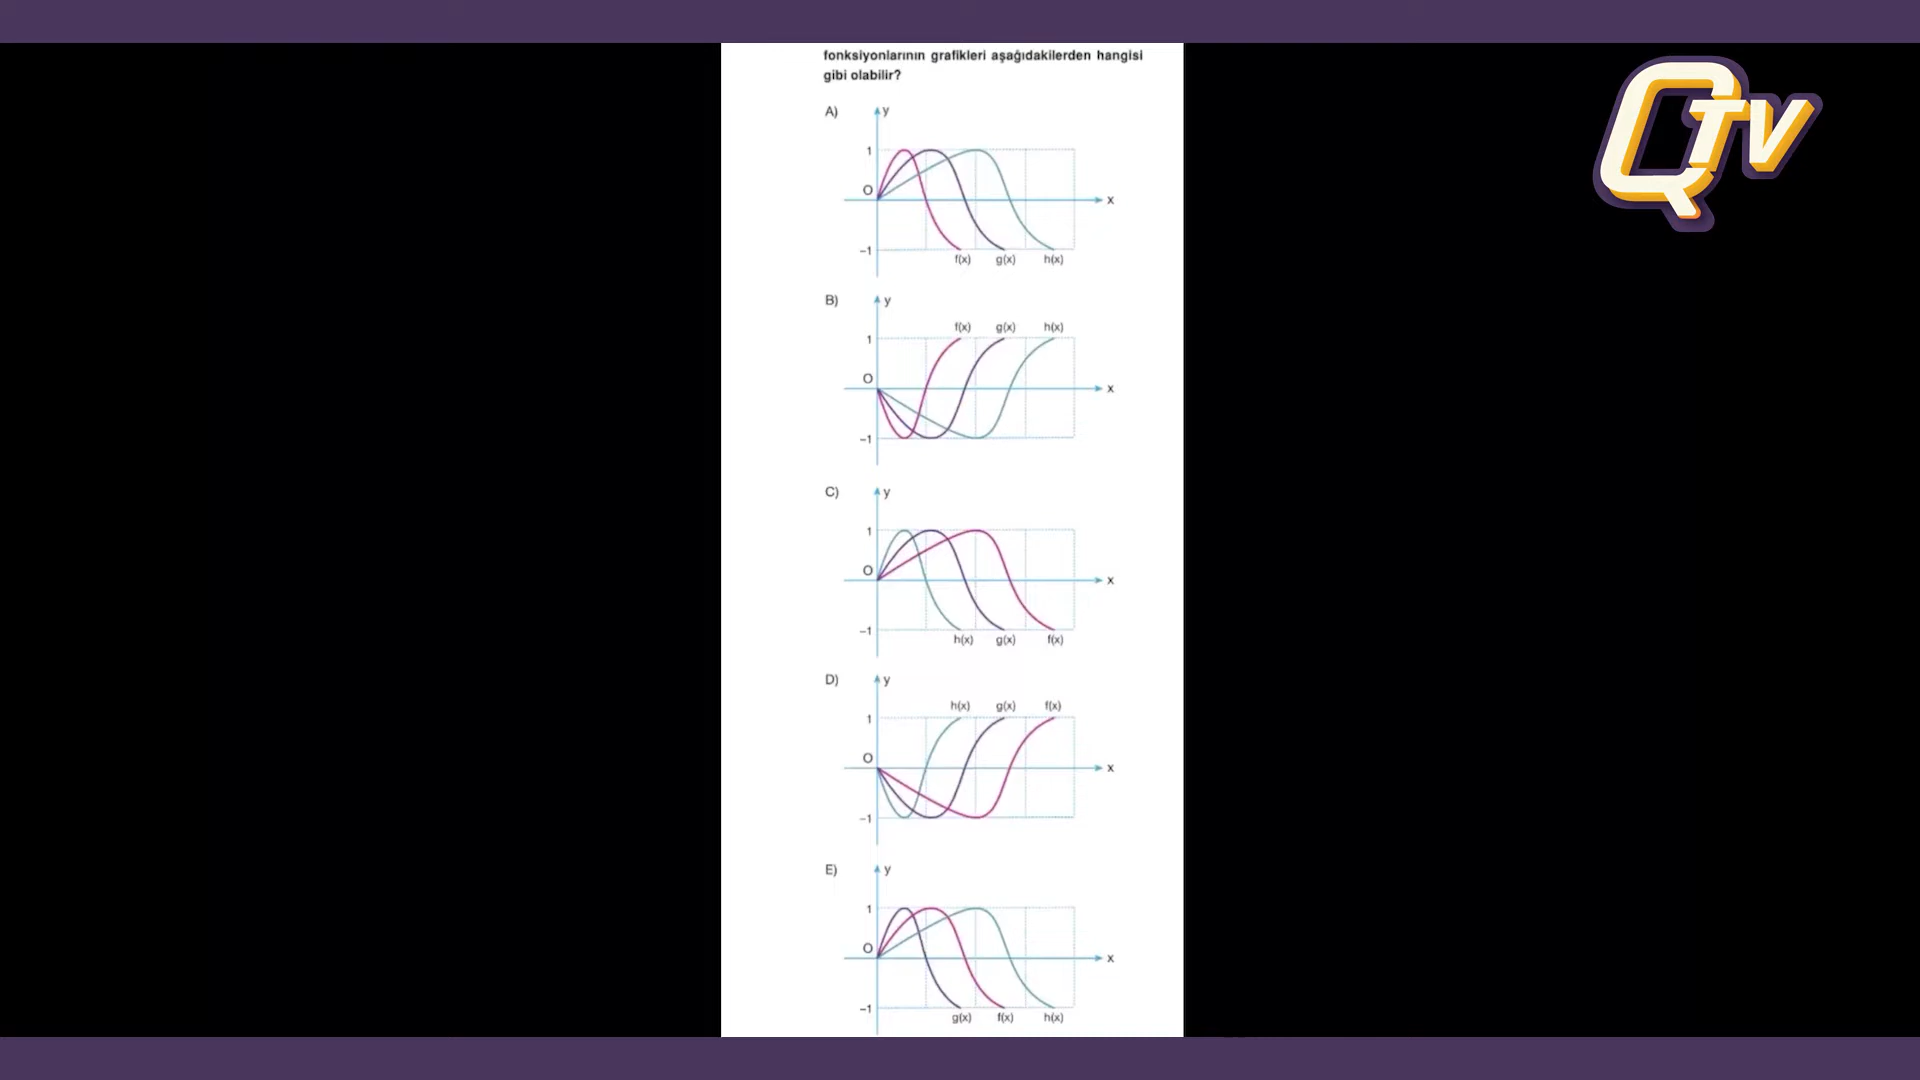 fonksiyonlarının grafikleri aşağıdakilerden hangisi
gibi olabilir?
QTV
A)
y
1
O
x
−1
f(x) g(x) h(x)
B)
y
f(x) g(x) h(x)
1
O
x
−1
C)
y
1
O
x
−1
h(x) g(x) f(x)
D)
y
h(x) g(x) f(x)
1
O
x
−1
E)
y
1
O
x
−1
g(x) f(x) h(x)